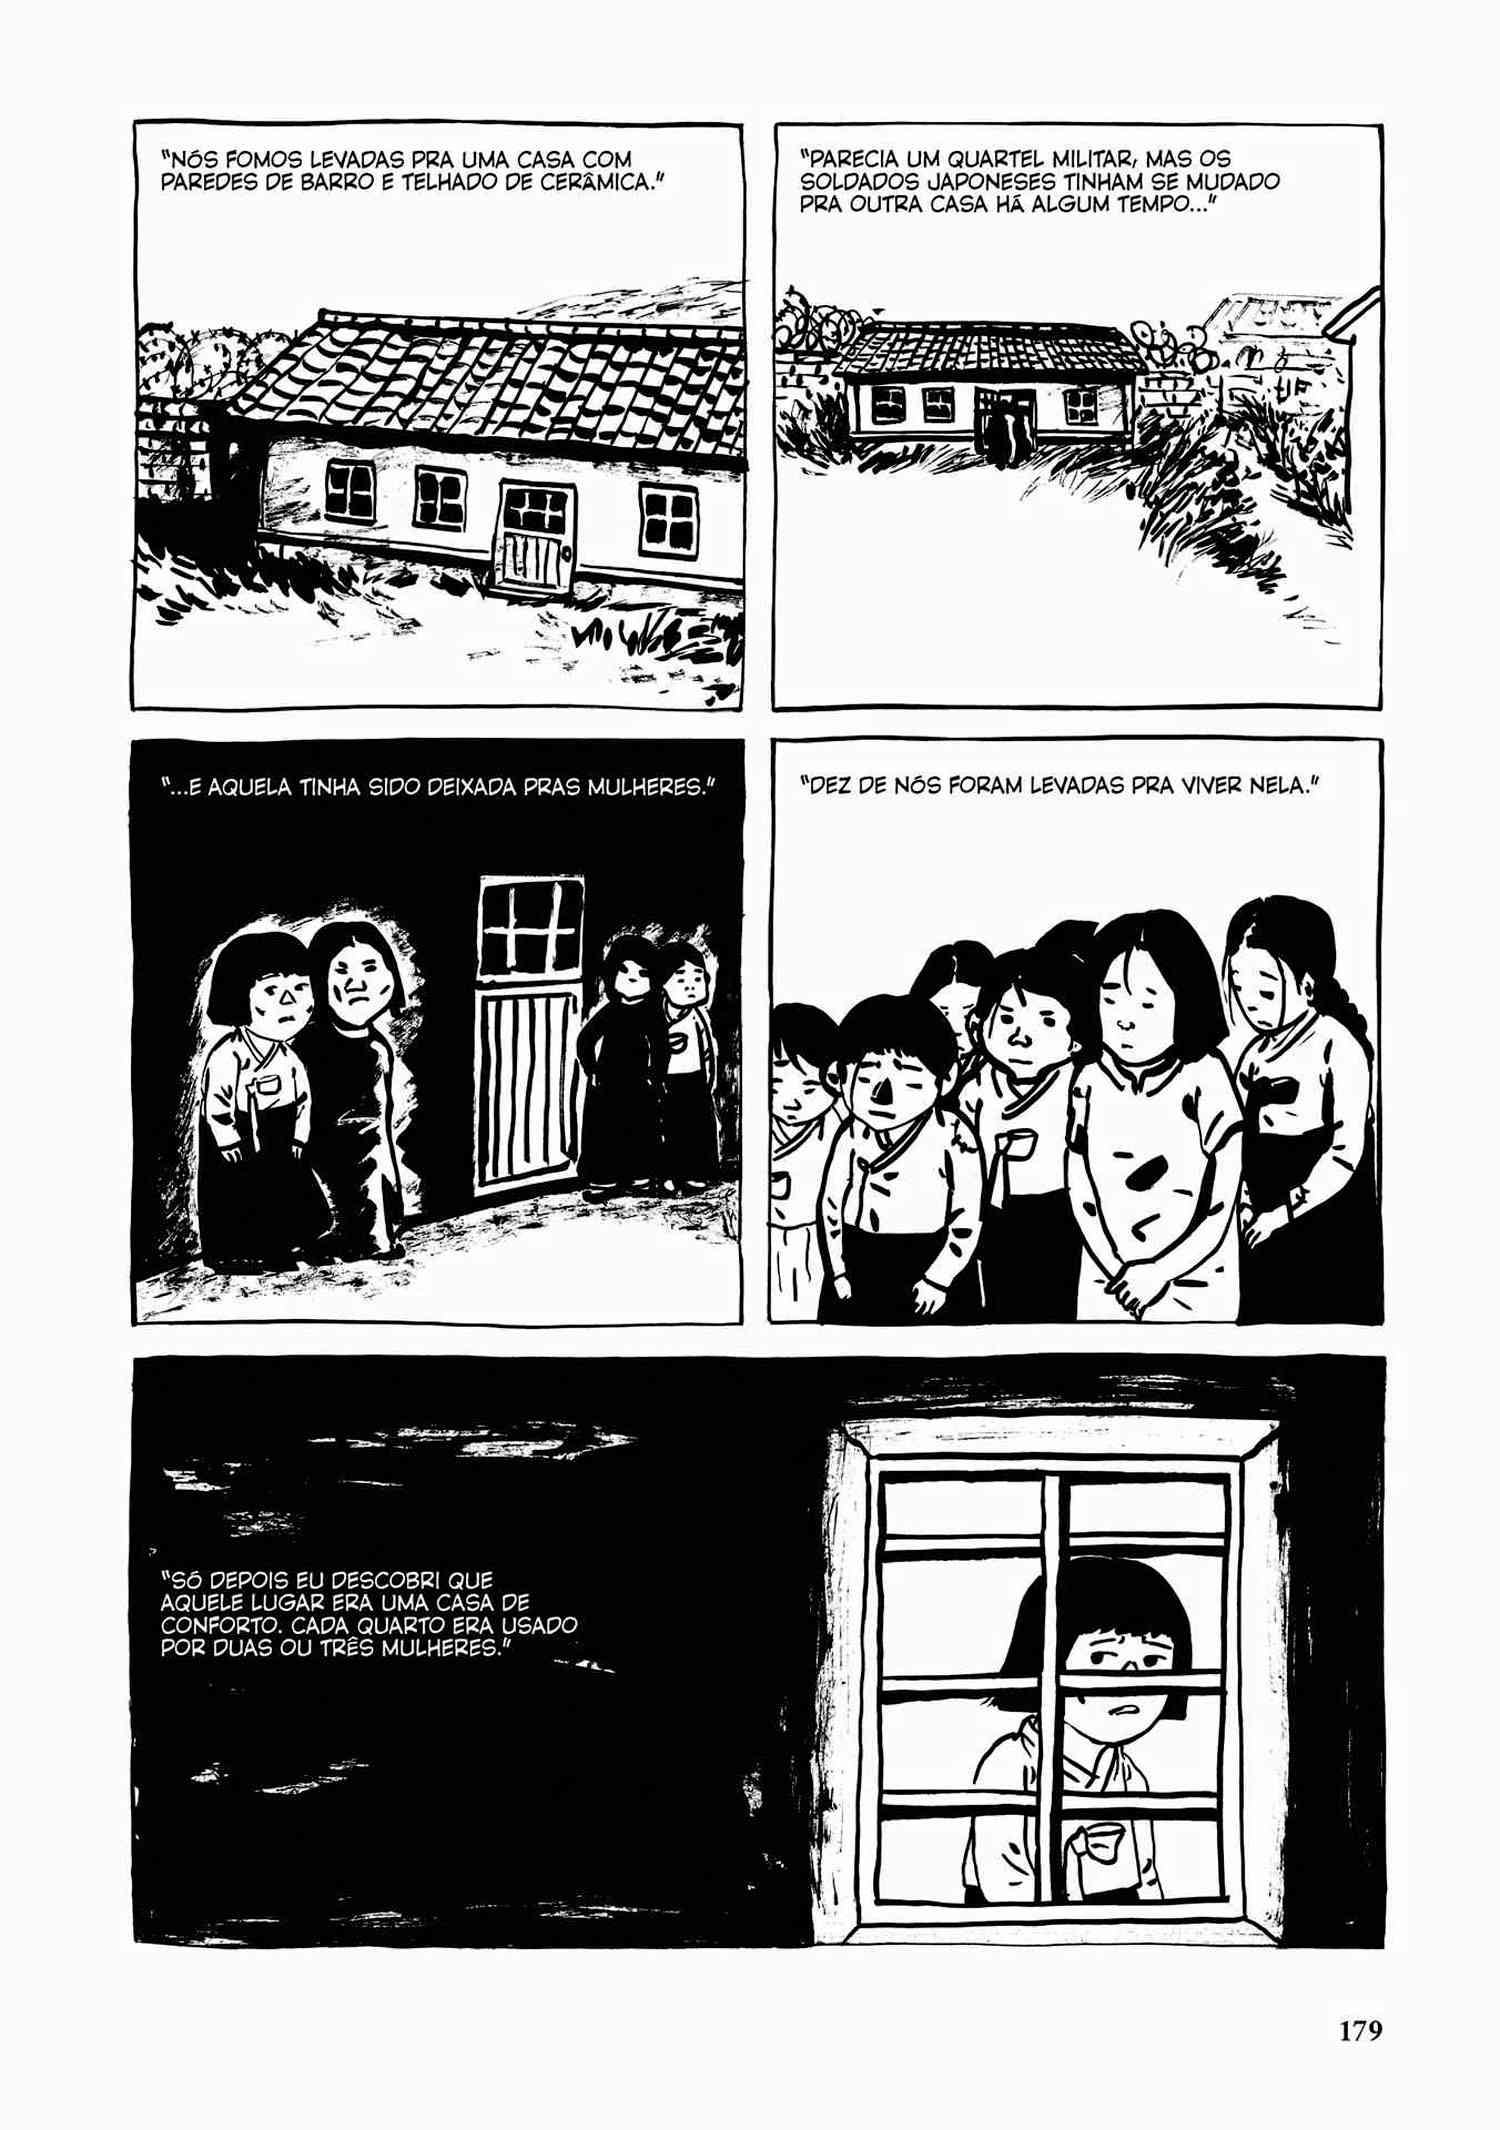 "NÓS FOMOS LEVADAS PRA UMA CASA COM
PAREDES DE BARRO E TELHADO DE CERÂMICA."
"PARECIA UM QUARTEL MILITAR, MAS OS
SOLDADOS JAPONESES TINHAM SE MUDADO
PRA OUTRA CASA HÁ ALGUM TEMPO..."
"...E AQUELA TINHA SIDO DEIXADA PRAS MULHERES."
"DEZ DE NÓS FORAM LEVADAS PRA VIVER NELA."
"SÓ DEPOIS EU DESCOBRI QUE
AQUELE LUGAR ERA UMA CASA DE
CONFORTO. CADA QUARTO ERA USADO
POR DUAS OU TRÊS MULHERES."
179